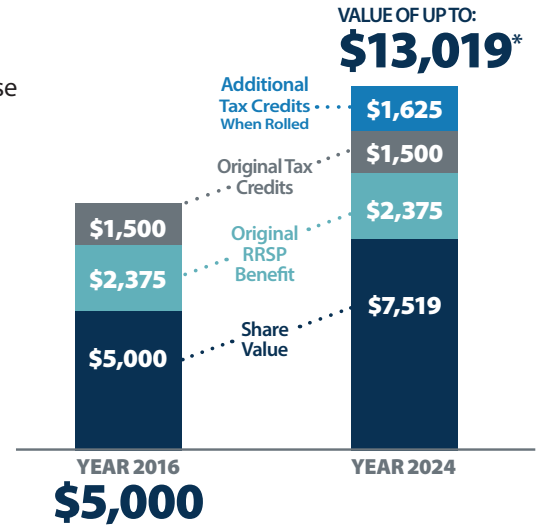 VALUE OF UP TO:
$13,019*
se
Additional
Tax Credits
When Rolled
$1,625
Original Tax
Credits
$1,500
$1,500
Original
RRSP
Benefit
$2,375
$2,375
Share
Value
$7,519
$5,000
YEAR 2016
YEAR 2024
$5,000